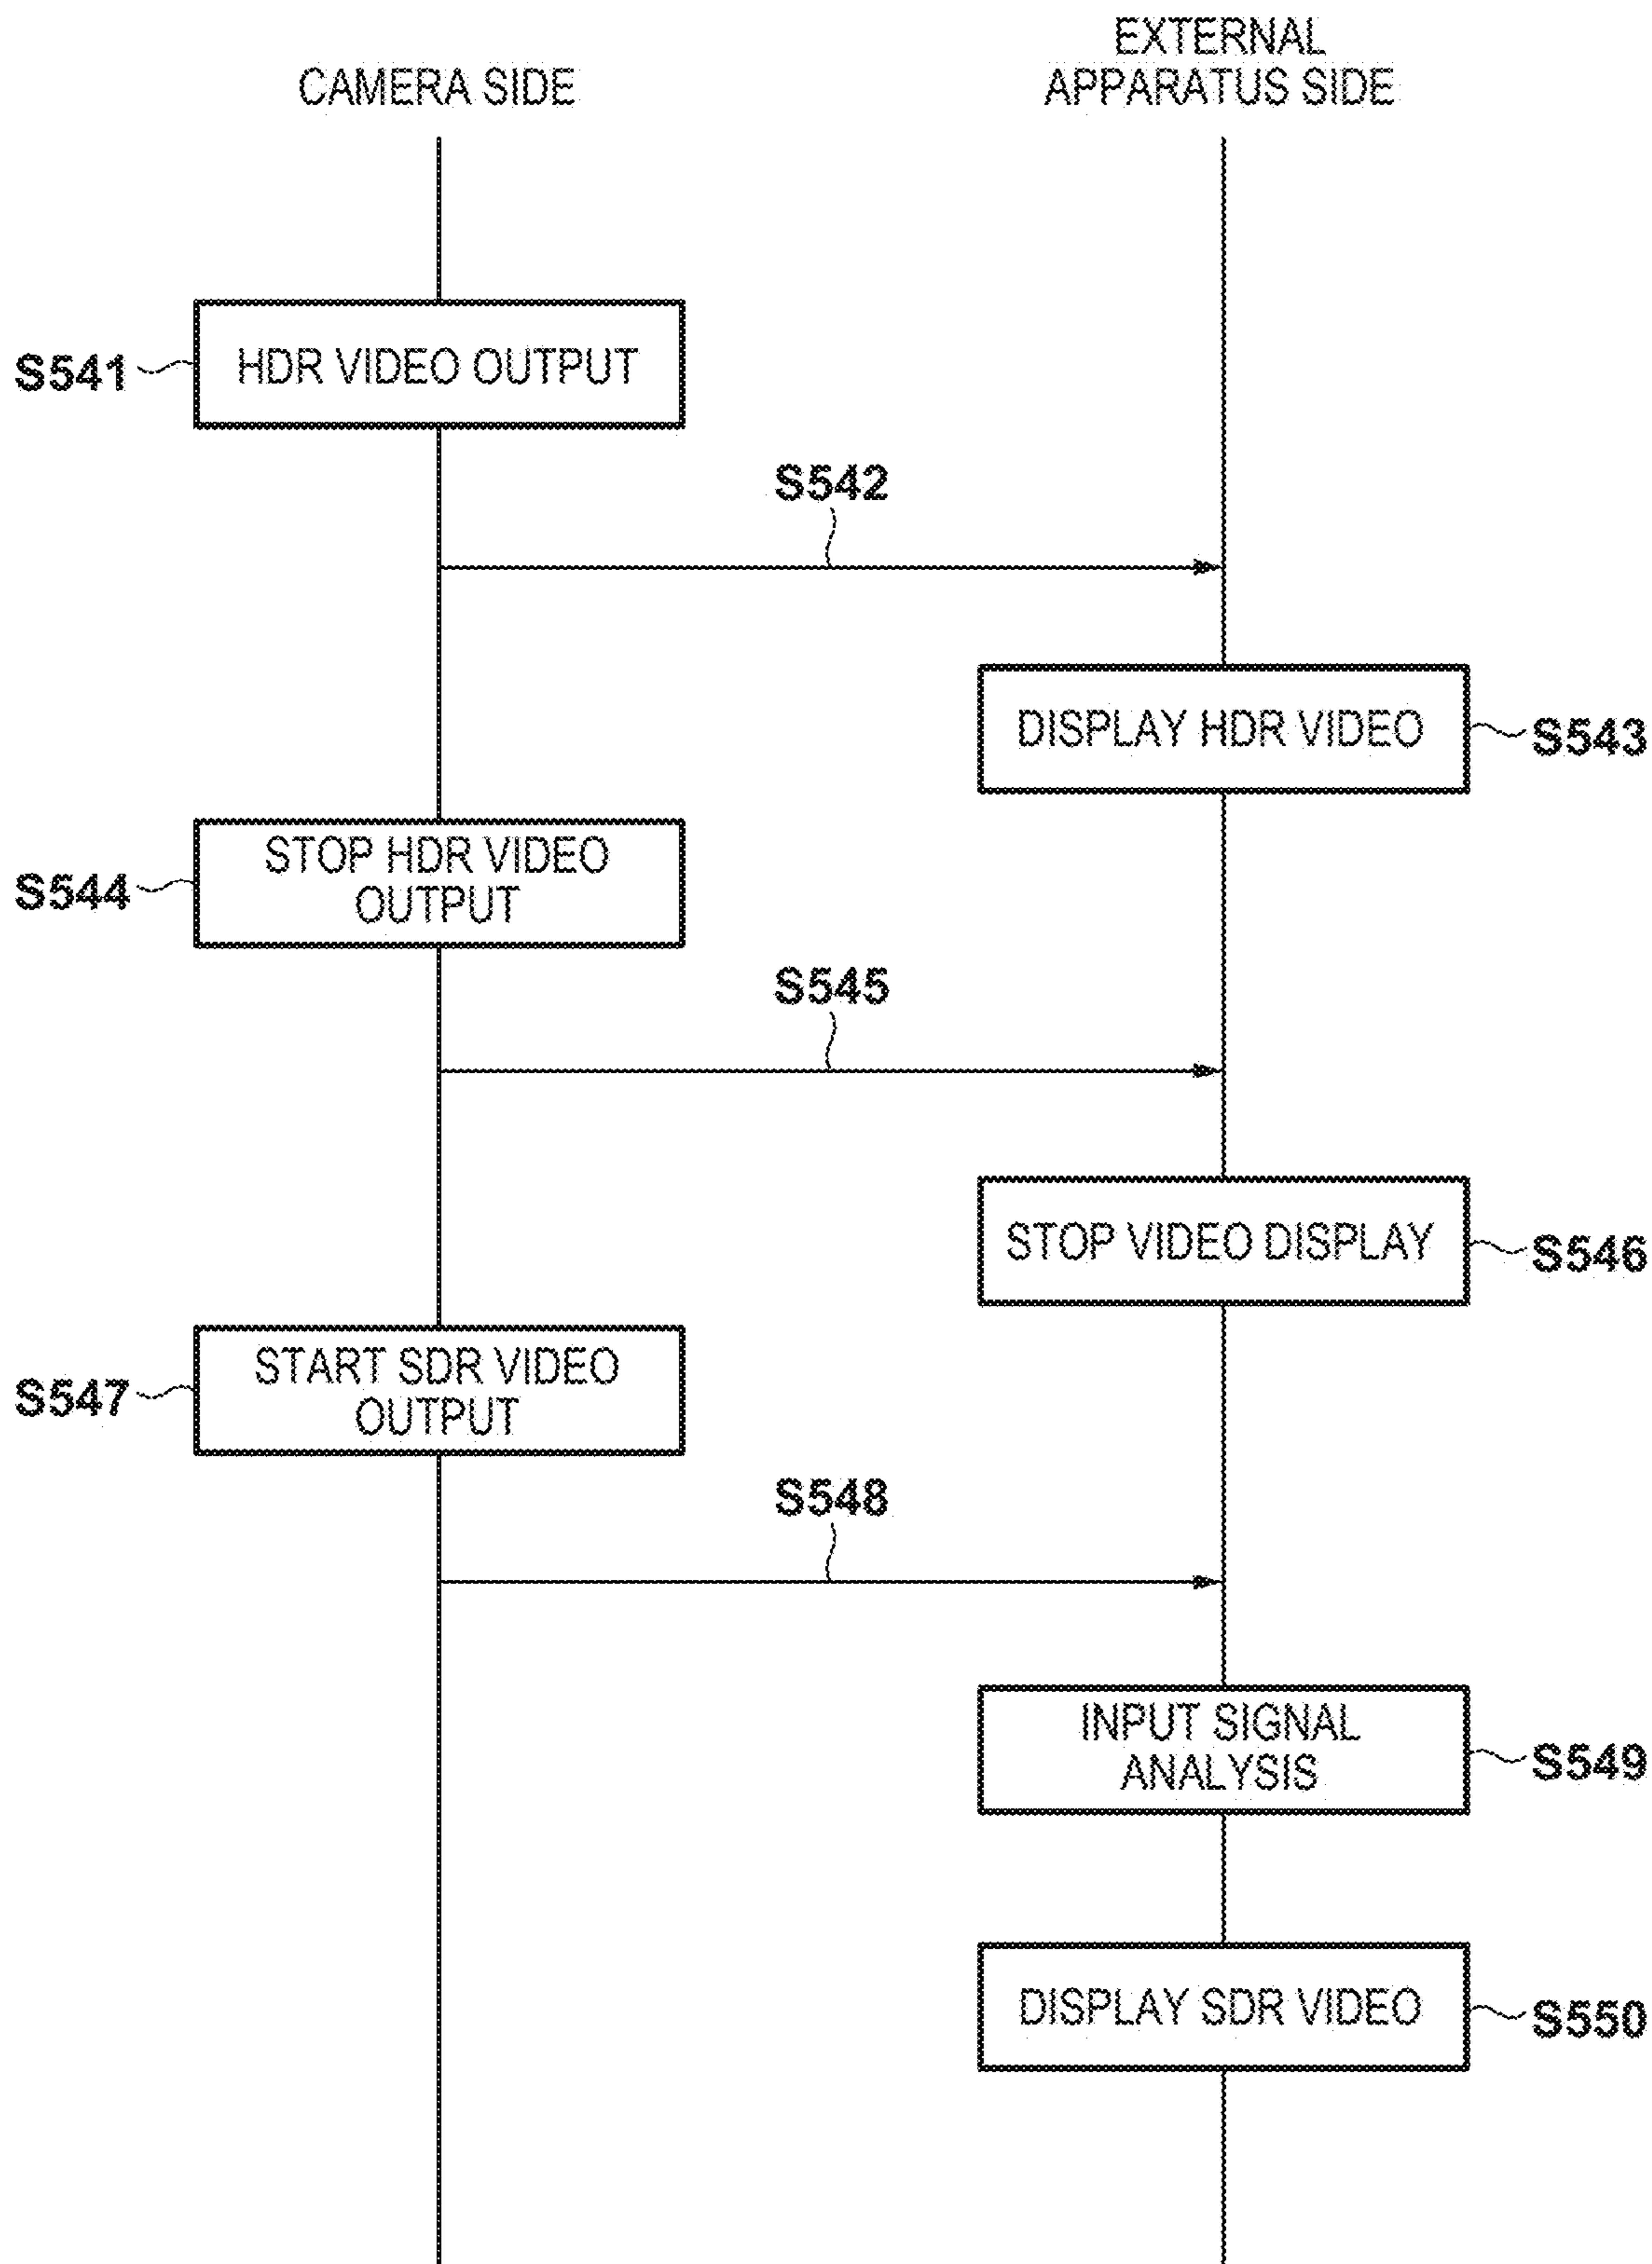 CAMERA SIDE
EXTERNAL
APPARATUS SIDE
S541
HDR VIDEO OUTPUT
S542
DISPLAY HDR VIDEO
S543
S544
STOP HDR VIDEO
OUTPUT
S545
STOP VIDEO DISPLAY
S546
S547
START SDR VIDEO
OUTPUT
S548
INPUT SIGNAL
ANALYSIS
S549
DISPLAY SDR VIDEO
S550